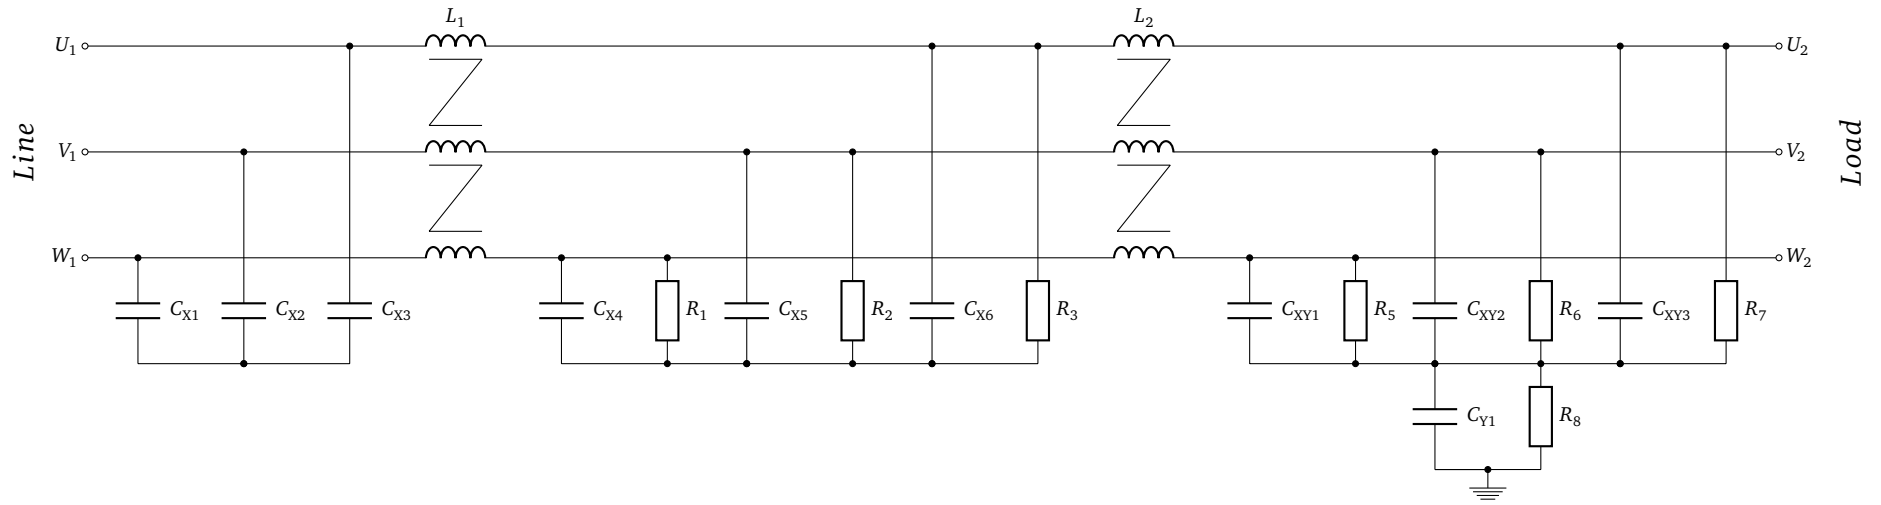 L1 L2
U1 U2
Line V1 V2 Load
W1 W2
CX1 CX2 CX3 CX4 R1 CX5 R2 CX6 R3 CXY1 R5 CXY2 R6 CXY3 R7
CY1 R8